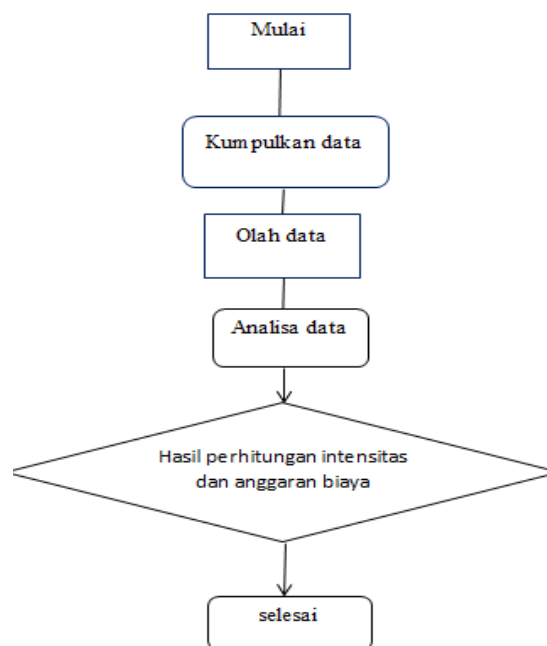 Mulai
Kumpulkan data
Olah data
Analisa data
Hasil perhitungan intensitas
dan anggaran biaya
selesai